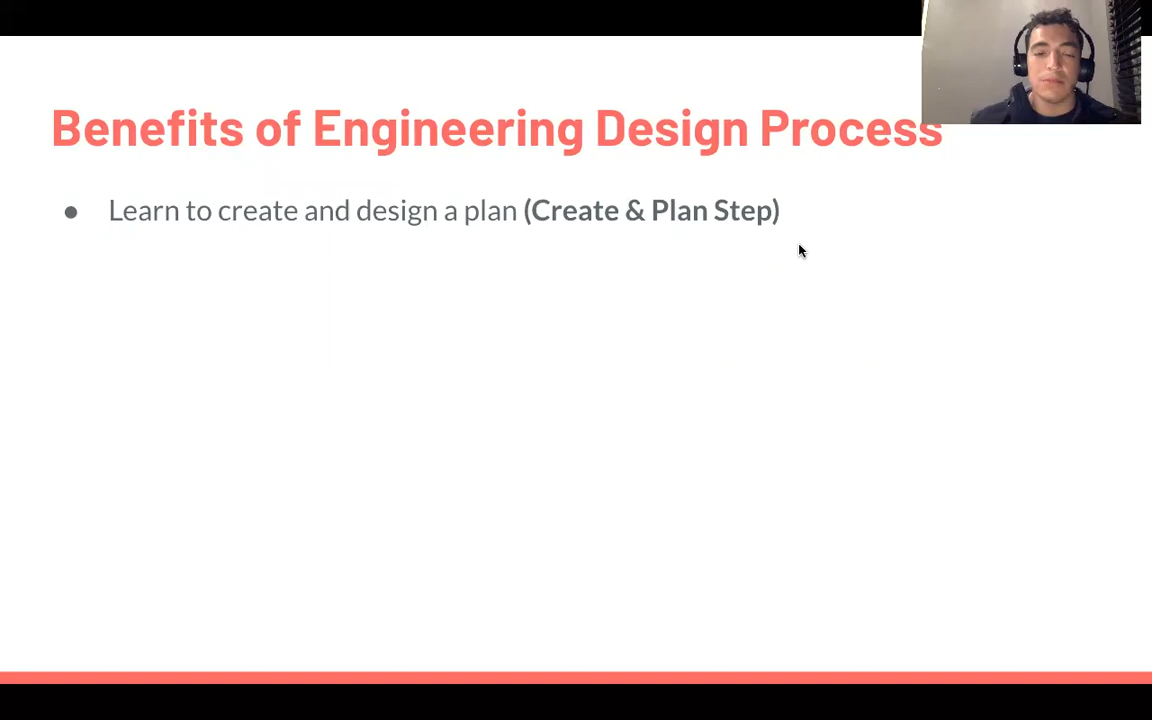 Benefits of Engineering Design Process
● Learn to create and design a plan (Create & Plan Step)